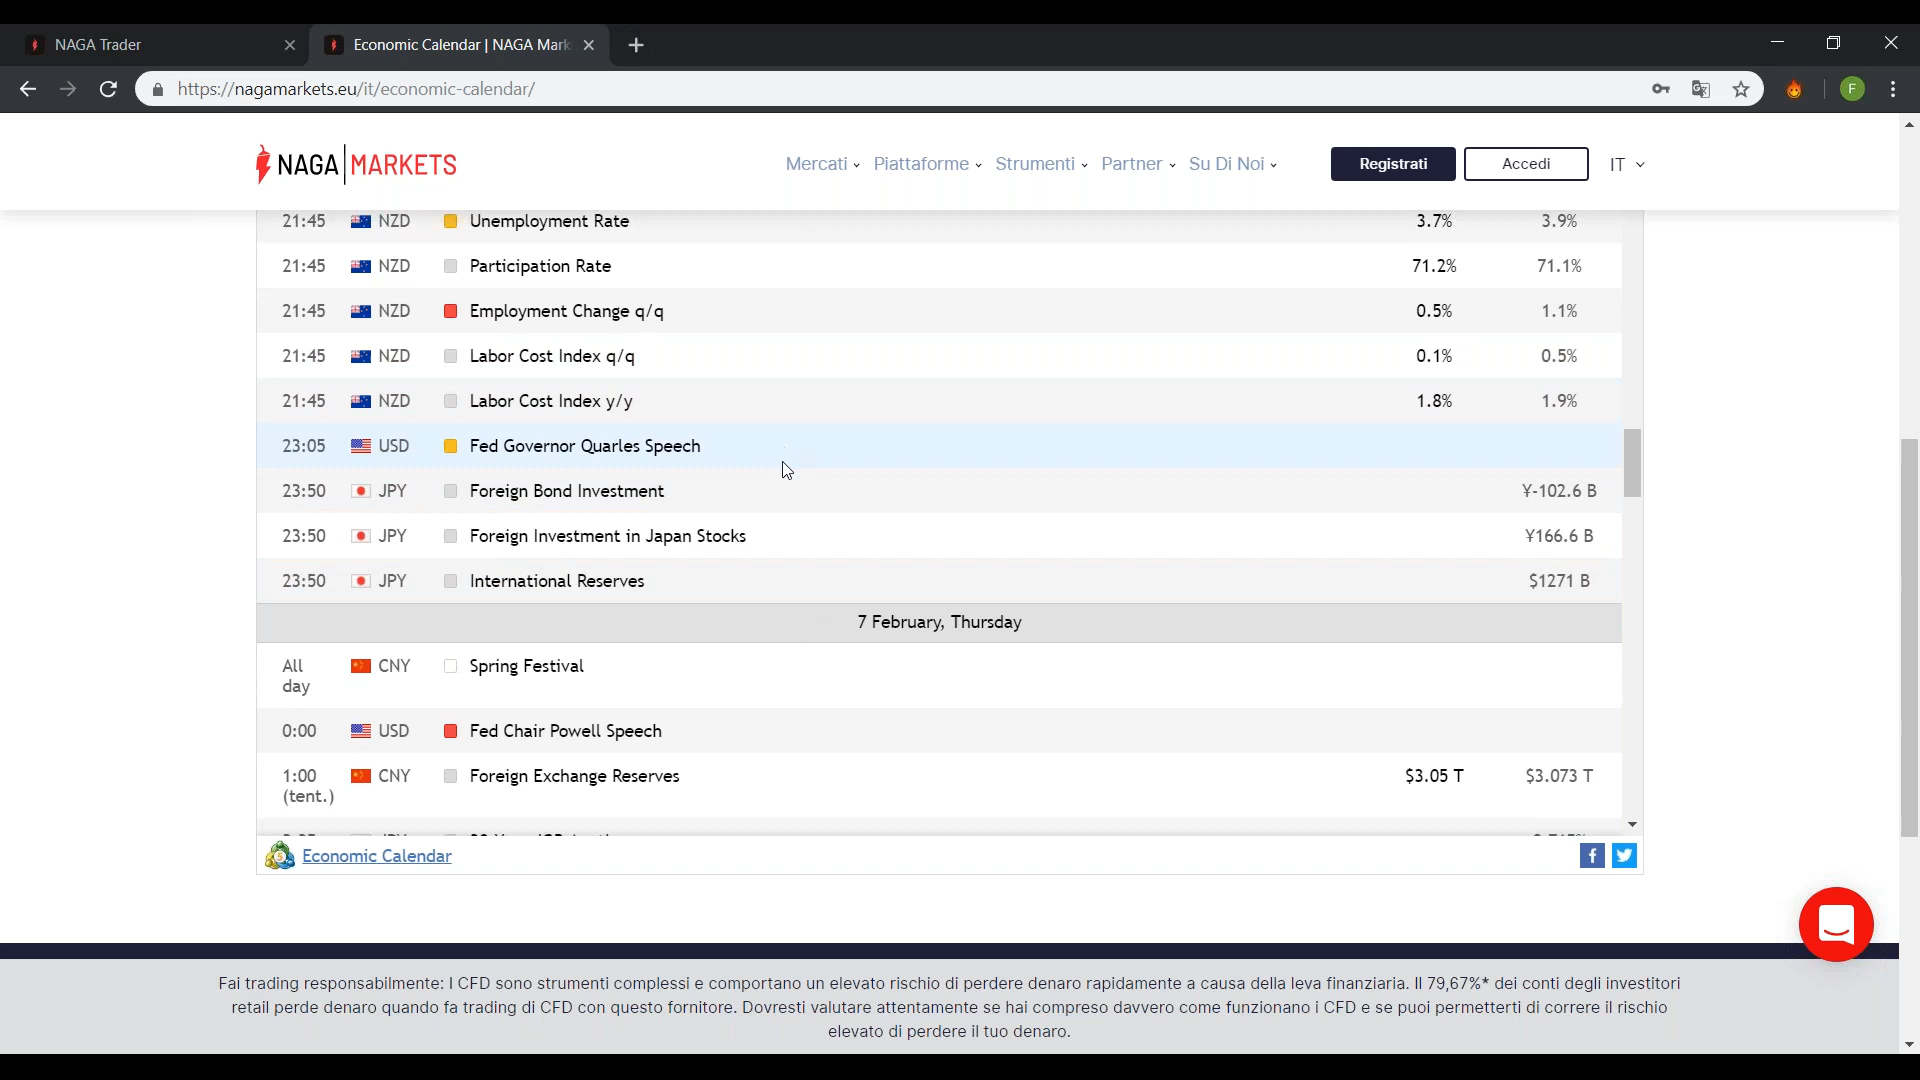 NAGA Trader
Economic Calendar | NAGA Mark
https://nagamarkets.eu/it/economic-calendar/
F
NAGA MARKETS
Mercati Piattaforme Strumenti Partner Su Di Noi Registrati Accedi IT
21:45 NZD Unemployment Rate 3.7% 3.9%
21:45 NZD Participation Rate 71.2% 71.1%
21:45 NZD Employment Change q/q 0.5% 1.1%
21:45 NZD Labor Cost Index q/q 0.1% 0.5%
21:45 NZD Labor Cost Index y/y 1.8% 1.9%
23:05 USD Fed Governor Quarles Speech
23:50 JPY Foreign Bond Investment ¥-102.6 B
23:50 JPY Foreign Investment in Japan Stocks ¥166.6 B
23:50 JPY International Reserves $1271 B
7 February, Thursday
All day CNY Spring Festival
0:00 USD Fed Chair Powell Speech
1:00 (tent.) CNY Foreign Exchange Reserves $3.05 T $3.073 T
Economic Calendar
Fai trading responsabilmente: I CFD sono strumenti complessi e comportano un elevato rischio di perdere denaro rapidamente a causa della leva finanziaria. Il 79,67%* dei conti degli investitori
retail perde denaro quando fa trading di CFD con questo fornitore. Dovresti valutare attentamente se hai compreso davvero come funzionano i CFD e se puoi permetterti di correre il rischio
elevato di perdere il tuo denaro.